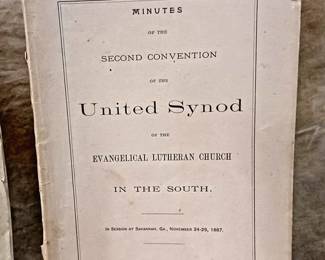 MINUTES
OF THE
SECOND CONVENTION
OF THE
United Synod
OF THE
EVANGELICAL LUTHERAN CHURCH
IN THE SOUTH.
IN SESSION AT SAVANNAH, GA., NOVEMBER 24-29, 1887.